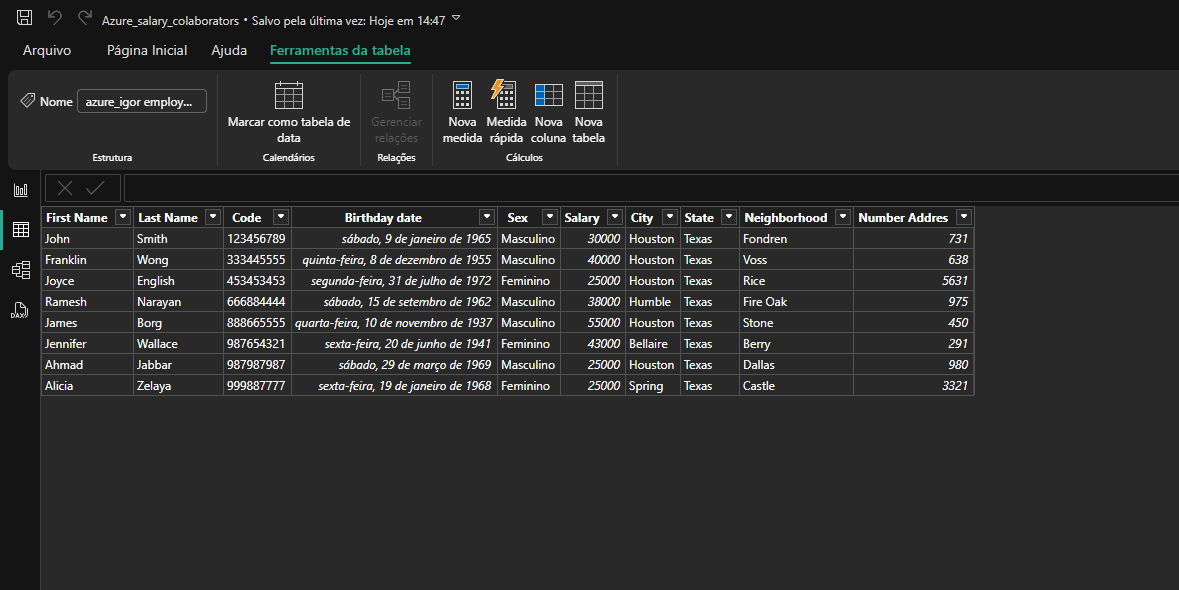 Azure_salary_colaborators • Salvo pela última vez: Hoje em 14:47
Arquivo Página Inicial Ajuda Ferramentas da tabela
Nome azure_igor employ...
Marcar como tabela de data
Gerenciar relações
Nova medida
Medida rápida
Nova coluna
Nova tabela
Estrutura Calendários Relações Cálculos
DAX
First Name Last Name Code Birthday date Sex Salary City State Neighborhood Number Addres
John Smith 123456789 sábado, 9 de janeiro de 1965 Masculino 30000 Houston Texas Fondren 731
Franklin Wong 333445555 quinta-feira, 8 de dezembro de 1955 Masculino 40000 Houston Texas Voss 638
Joyce English 453453453 segunda-feira, 31 de julho de 1972 Feminino 25000 Houston Texas Rice 5631
Ramesh Narayan 666884444 sábado, 15 de setembro de 1962 Masculino 38000 Humble Texas Fire Oak 975
James Borg 888665555 quarta-feira, 10 de novembro de 1937 Masculino 55000 Houston Texas Stone 450
Jennifer Wallace 987654321 sexta-feira, 20 de junho de 1941 Feminino 43000 Bellaire Texas Berry 291
Ahmad Jabbar 987987987 sábado, 29 de março de 1969 Masculino 25000 Houston Texas Dallas 980
Alicia Zelaya 999887777 sexta-feira, 19 de janeiro de 1968 Feminino 25000 Spring Texas Castle 3321